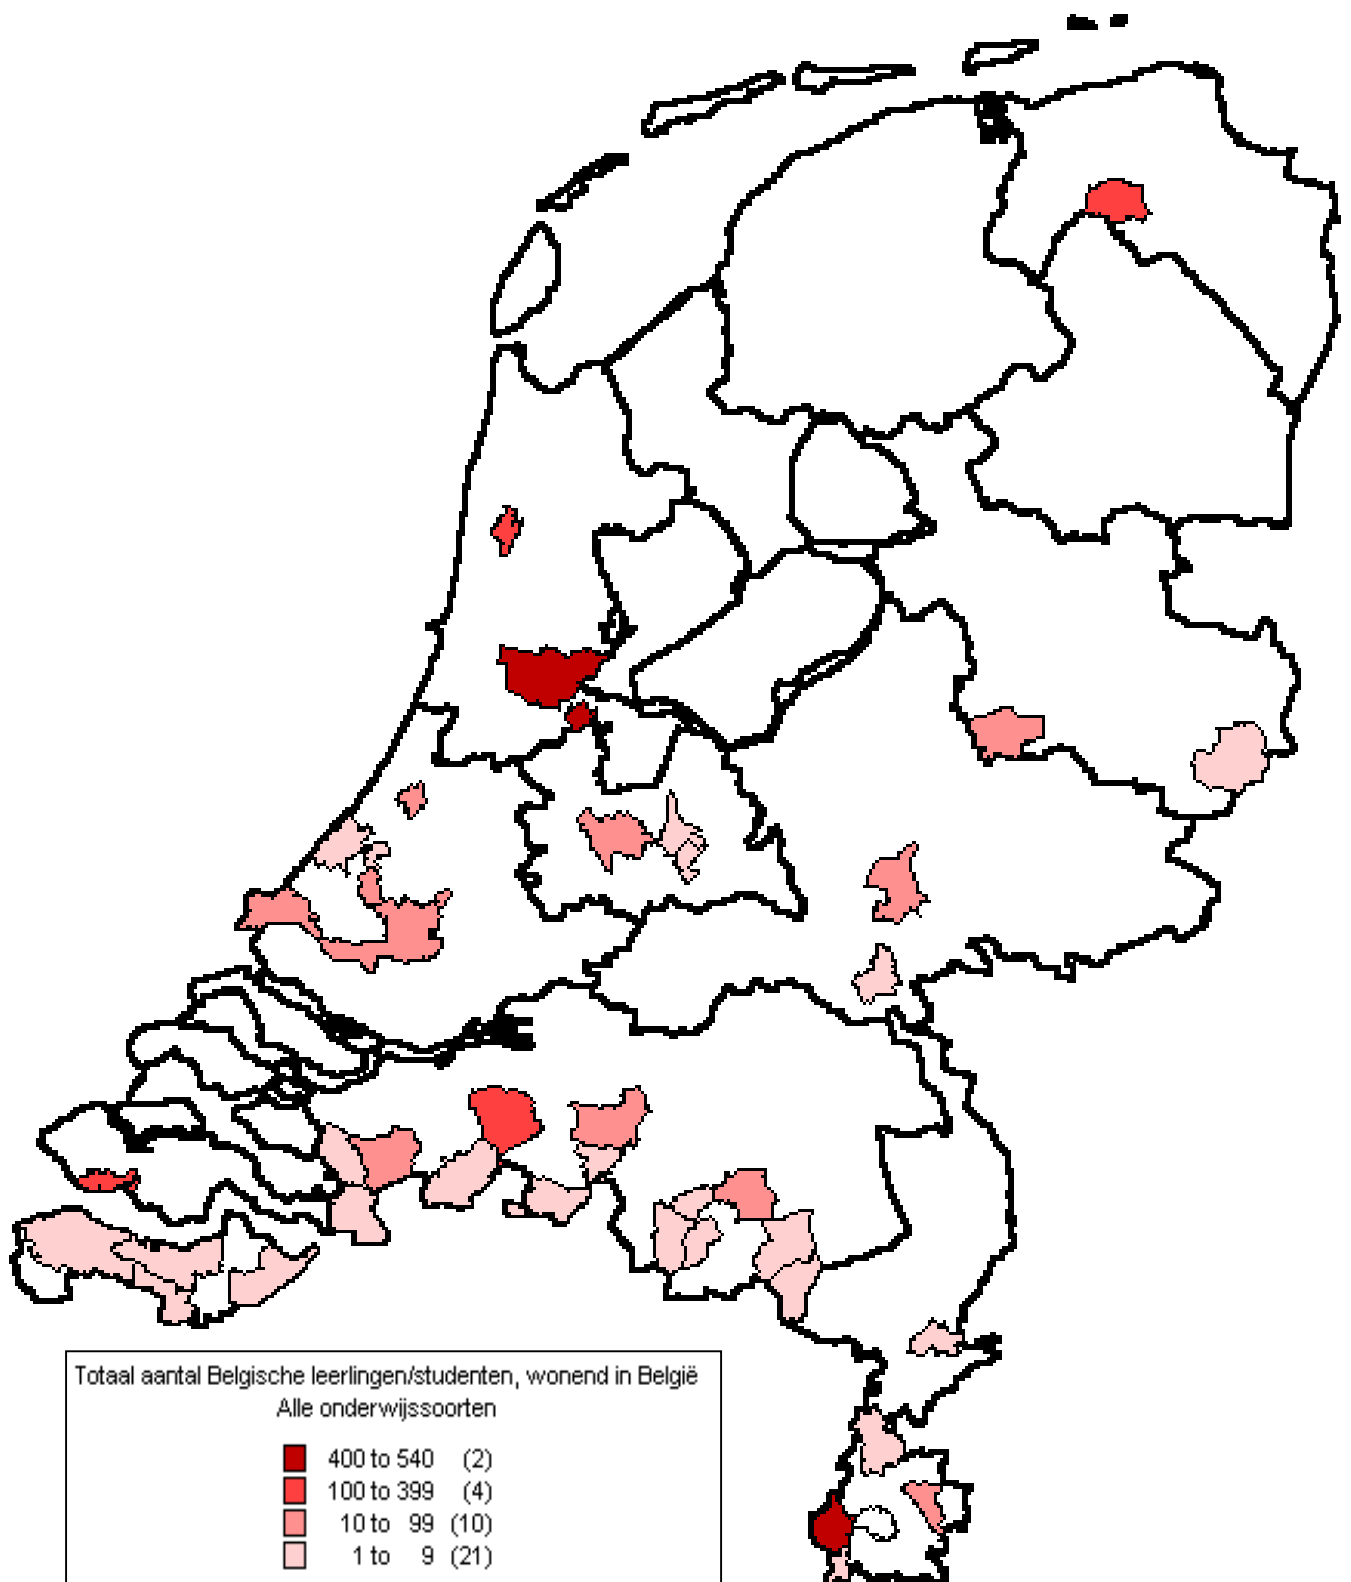 Totaal aantal Belgische leerlingen/studenten, wonend in België
Alle onderwijssoorten
400 to 540 (2)
100 to 399 (4)
10 to 99 (10)
1 to 9 (21)